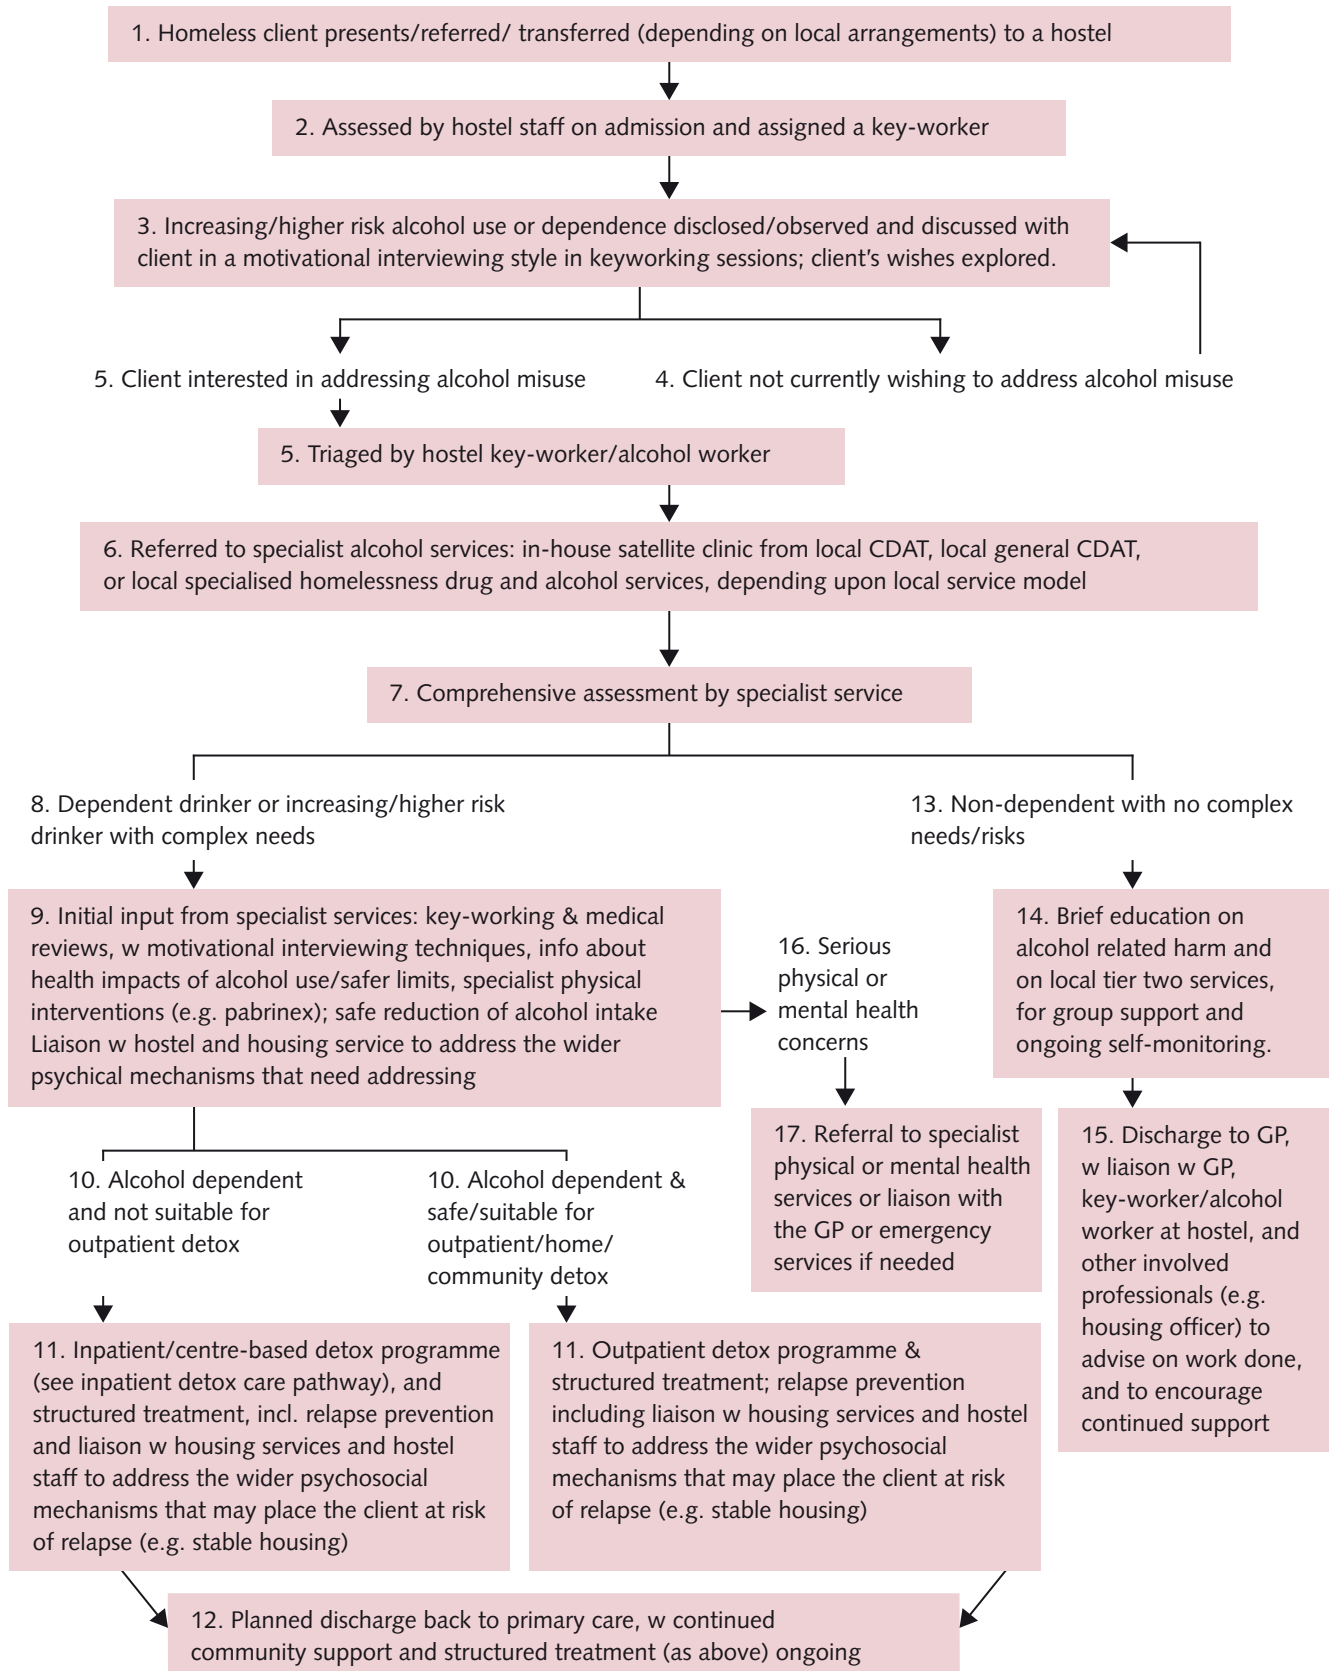 1. Homeless client presents/referred/ transferred (depending on local arrangements) to a hostel
2. Assessed by hostel staff on admission and assigned a key-worker
3. Increasing/higher risk alcohol use or dependence disclosed/observed and discussed with
client in a motivational interviewing style in keyworking sessions; client's wishes explored.
5. Client interested in addressing alcohol misuse
4. Client not currently wishing to address alcohol misuse
5. Triaged by hostel key-worker/alcohol worker
6. Referred to specialist alcohol services: in-house satellite clinic from local CDAT, local general CDAT,
or local specialised homelessness drug and alcohol services, depending upon local service model
7. Comprehensive assessment by specialist service
8. Dependent drinker or increasing/higher risk
drinker with complex needs
13. Non-dependent with no complex
needs/risks
9. Initial input from specialist services: key-working & medical
reviews, w motivational interviewing techniques, info about
health impacts of alcohol use/safer limits, specialist physical
interventions (e.g. pabrinex); safe reduction of alcohol intake
Liaison w hostel and housing service to address the wider
psychical mechanisms that need addressing
16. Serious
physical or
mental health
concerns
14. Brief education on
alcohol related harm and
on local tier two services,
for group support and
ongoing self-monitoring.
10. Alcohol dependent
and not suitable for
outpatient detox
10. Alcohol dependent &
safe/suitable for
outpatient/home/
community detox
17. Referral to specialist
physical or mental health
services or liaison with
the GP or emergency
services if needed
15. Discharge to GP,
w liaison w GP,
key-worker/alcohol
worker at hostel, and
other involved
professionals (e.g.
housing officer) to
advise on work done,
and to encourage
continued support
11. Inpatient/centre-based detox programme
(see inpatient detox care pathway), and
structured treatment, incl. relapse prevention
and liaison w housing services and hostel
staff to address the wider psychosocial
mechanisms that may place the client at risk
of relapse (e.g. stable housing)
11. Outpatient detox programme &
structured treatment; relapse prevention
including liaison w housing services and hostel
staff to address the wider psychosocial
mechanisms that may place the client at risk
of relapse (e.g. stable housing)
12. Planned discharge back to primary care, w continued
community support and structured treatment (as above) ongoing